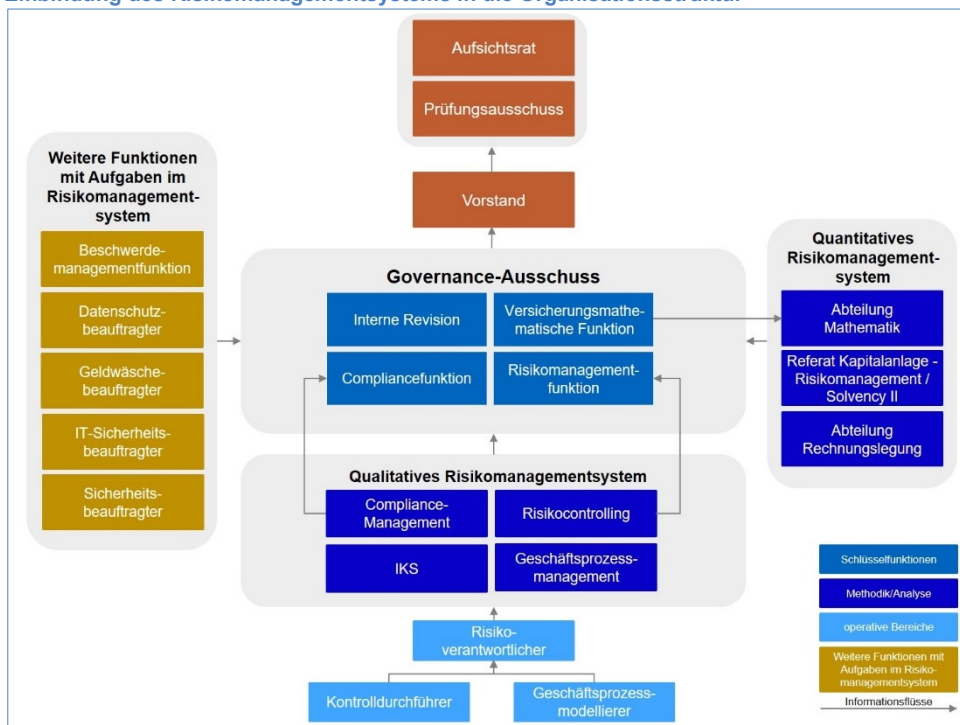 Einbindung des Risikomanagementsystems in die Organisationsstruktur
Aufsichtsrat
Prüfungsausschuss
Vorstand
Weitere Funktionen
mit Aufgaben im
Risikomanagement-
system
Beschwerde-
managementfunktion
Datenschutz-
beauftragter
Geldwäsche-
beauftragter
IT-Sicherheits-
beauftragter
Sicherheits-
beauftragter
Governance-Ausschuss
Interne Revision
Versicherungsmathe-
matische Funktion
Compliancefunktion
Risikomanagement-
funktion
Quantitatives
Risikomanagement-
system
Abteilung
Mathematik
Referat Kapitalanlage -
Risikomanagement /
Solvency II
Abteilung
Rechnungslegung
Qualitatives Risikomanagementsystem
Compliance-
Management
Risikocontrolling
IKS
Geschäftsprozess-
management
Risiko-
verantwortlicher
Kontrolldurchführer
Geschäftsprozess-
modellierer
Schlüsselfunktionen
Methodik/Analyse
operative Bereiche
Weitere Funktionen mit
Aufgaben im Risiko-
managementsystem
Informationsflüsse